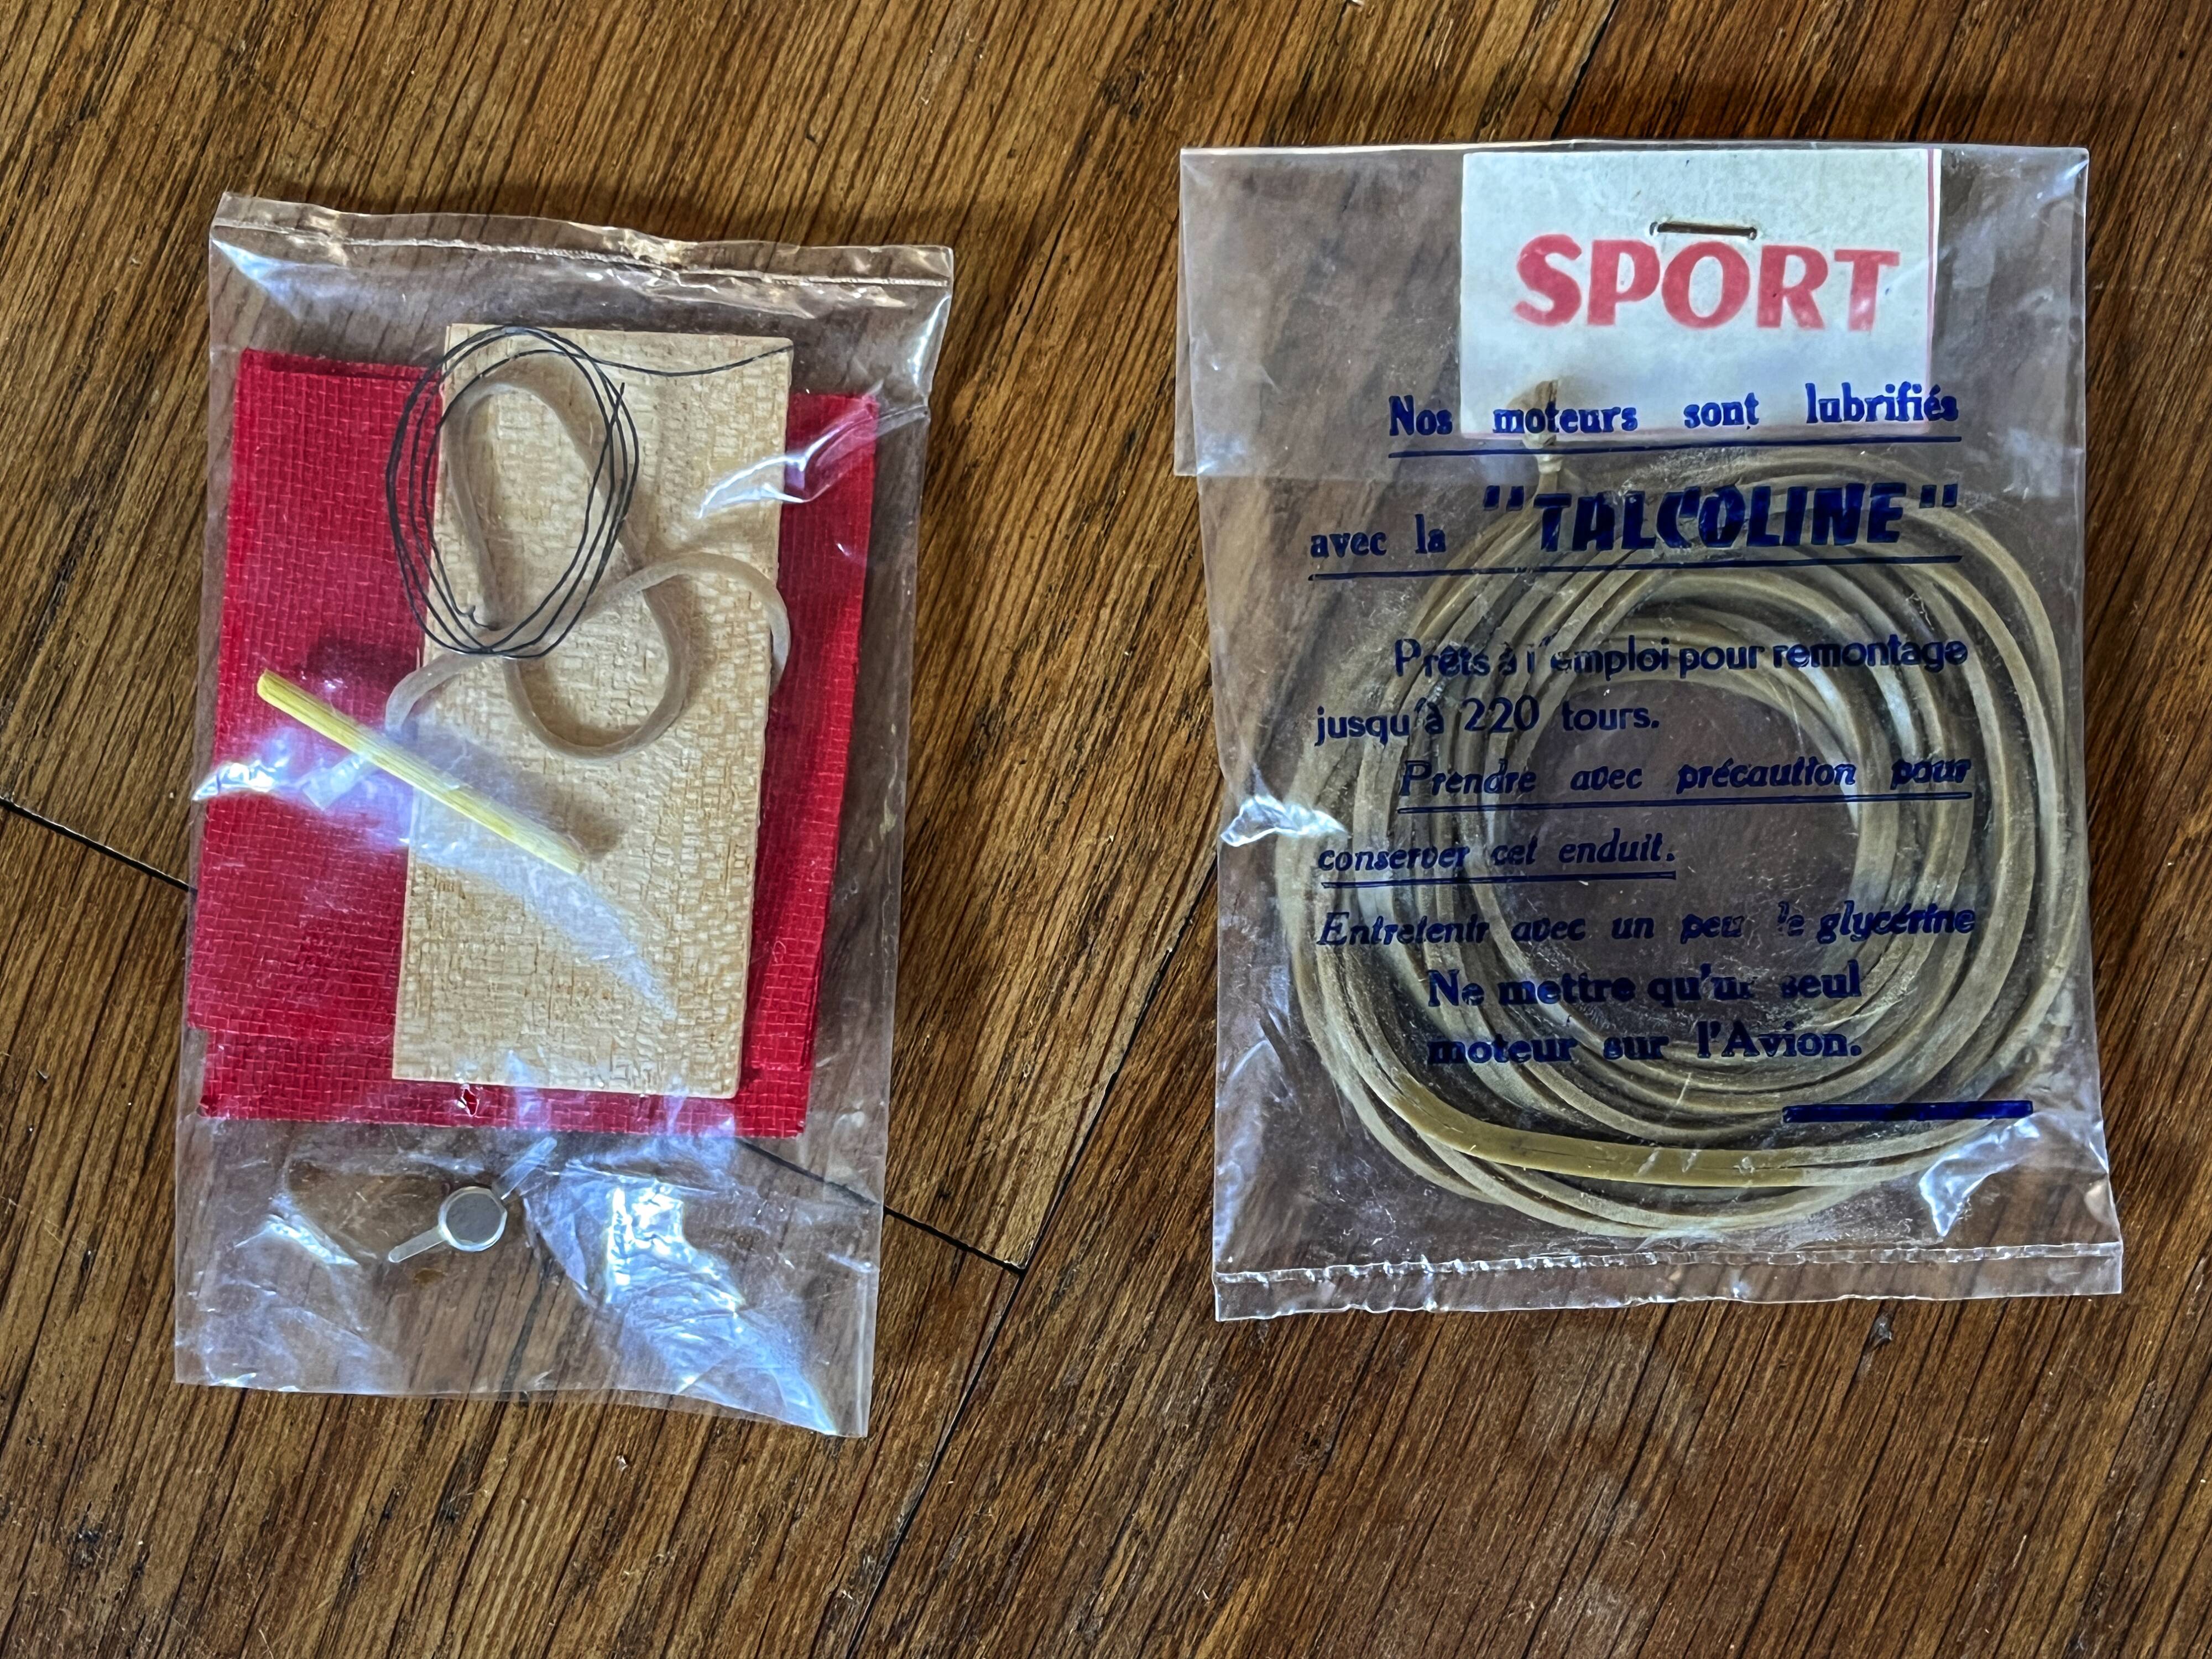 SPORT
Nos moteurs sont lubrifiés
avec la "TALCOLINE"
Prêts à l'emploi pour remontage
jusqu'à 220 tours.
Prendre avec précaution pour
conserver cet enduit.
Entretenir avec un peu de glycérine
Ne mettre qu'un seul
moteur sur l'Avion.